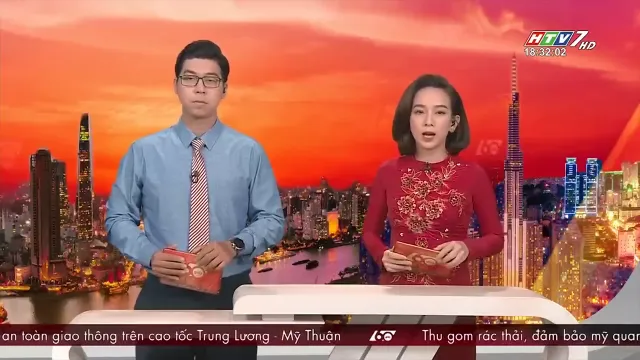 HTV7 HD
18:32:02
an toàn giao thông trên cao tốc Trung Lương - Mỹ Thuận 60 Thu gom rác thải, đảm bảo mỹ quan